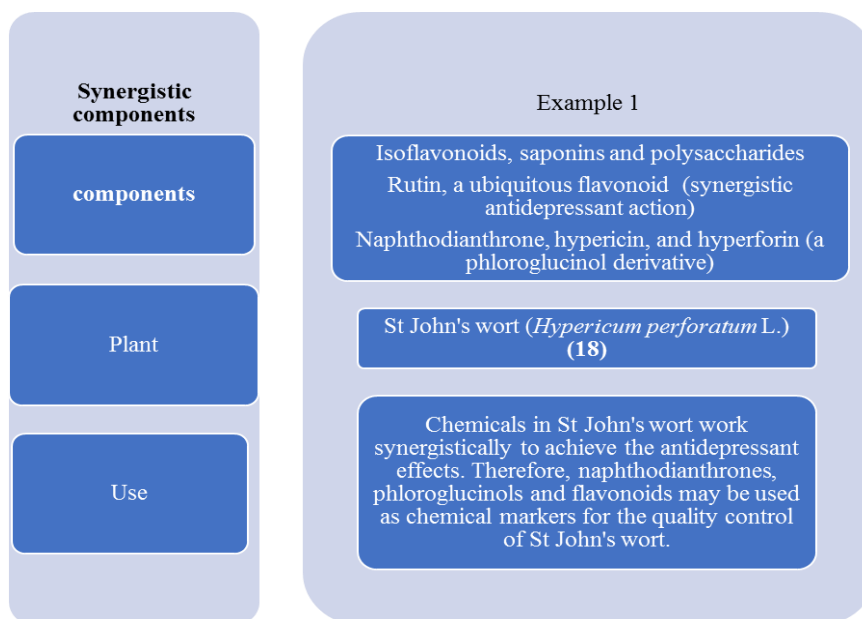 Synergistic
components
components
Plant
Use
Example 1
Isoflavonoids, saponins and polysaccharides
Rutin, a ubiquitous flavonoid (synergistic
antidepressant action)
Naphthodianthrone, hypericin, and hyperforin (a
phloroglucinol derivative)
St John's wort (Hypericum perforatum L.)
(18)
Chemicals in St John's wort work
synergistically to achieve the antidepressant
effects. Therefore, naphthodianthrones,
phloroglucinols and flavonoids may be used
as chemical markers for the quality control
of St John's wort.